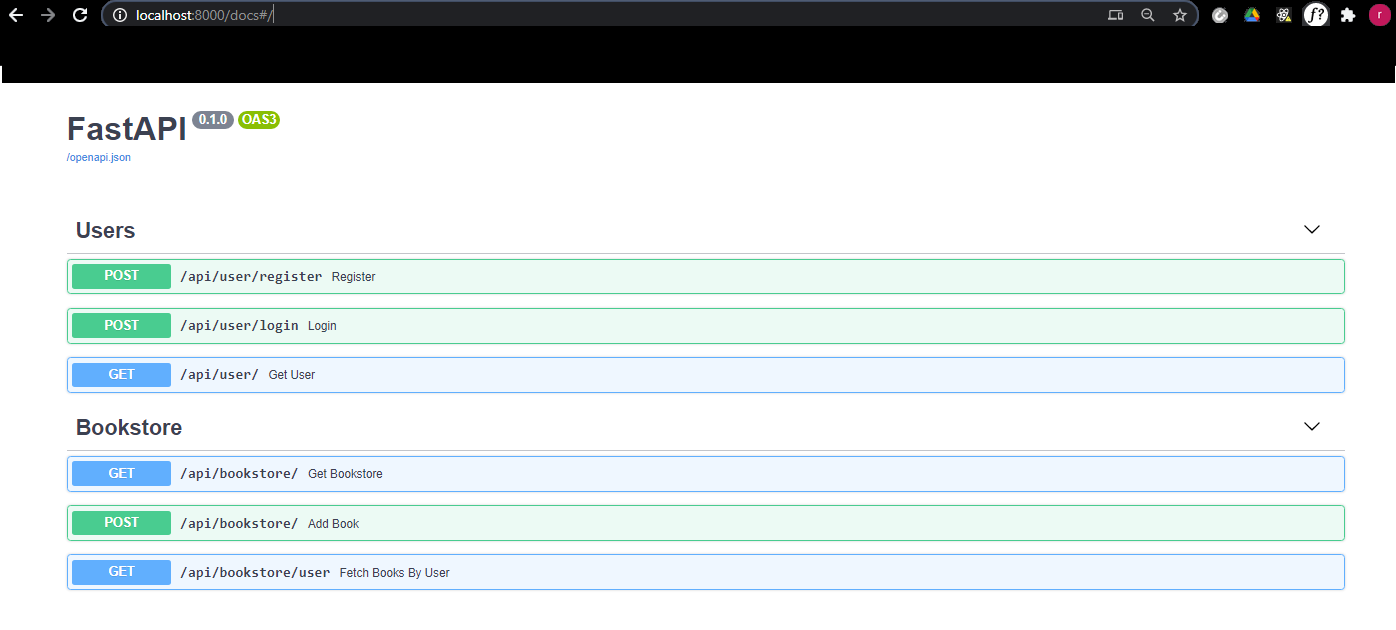 localhost:8000/docs#/
f?
r
FastAPI 0.1.0 OAS3
/openapi.json
Users
POST /api/user/register Register
POST /api/user/login Login
GET /api/user/ Get User
Bookstore
GET /api/bookstore/ Get Bookstore
POST /api/bookstore/ Add Book
GET /api/bookstore/user Fetch Books By User